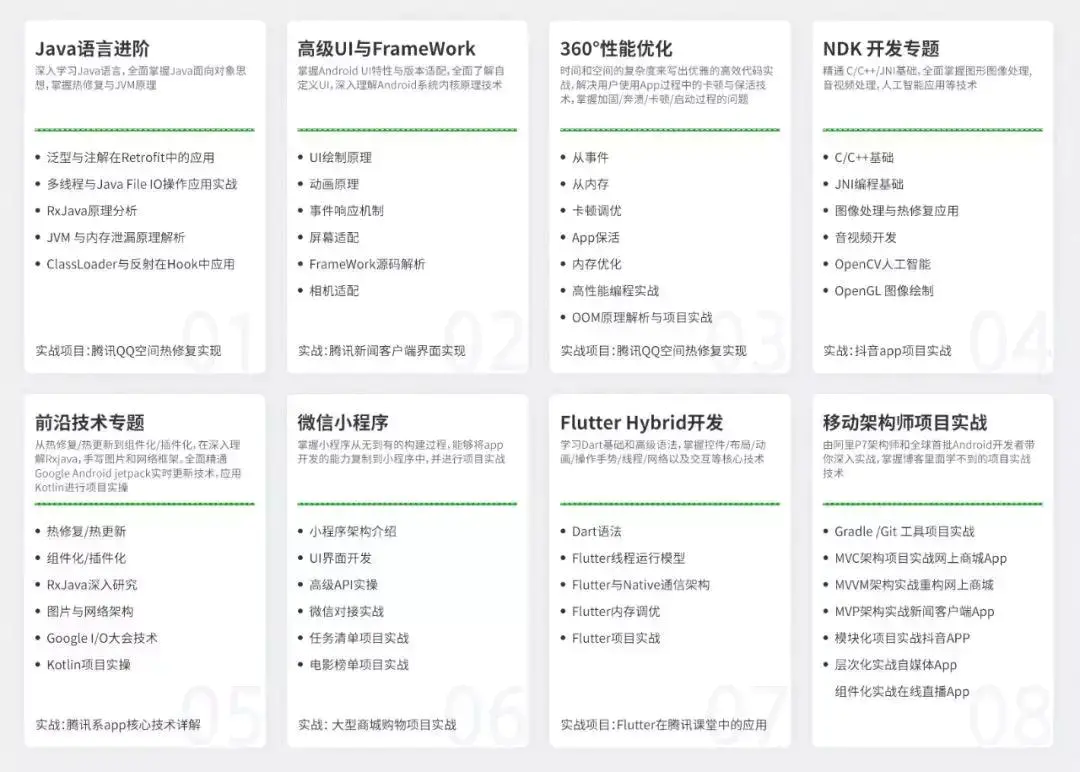 Java语言进阶
深入学习Java语言,全面掌握Java面向对象思
想,掌握热修复与JVM原理
• 泛型与注解在Retrofit中的应用
• 多线程与Java File IO操作应用实战
• RxJava原理分析
• JVM 与内存泄漏原理解析
• ClassLoader与反射在Hook中应用
01
实战项目:腾讯QQ空间热修复实现
高级UI与FrameWork
掌握Android UI特性与版本适配,全面了解自
定义UI,深入理解Android系统内核原理技术
• UI绘制原理
• 动画原理
• 事件响应机制
• 屏幕适配
• FrameWork源码解析
• 相机适配
02
实战:腾讯新闻客户端界面实现
360°性能优化
时间和空间的复杂度来写出优雅的高效代码实
战,解决用户使用App过程中的卡顿与保活技
术,掌握加固/奔溃/卡顿/启动过程的问题
• 从事件
• 从内存
• 卡顿调优
• App保活
• 内存优化
• 高性能编程实战
• OOM原理解析与项目实战
03
实战项目:腾讯QQ空间热修复实现
NDK 开发专题
精通 C/C++/JNI基础,全面掌握图形图像处理,
音视频处理,人工智能应用等技术
• C/C++基础
• JNI编程基础
• 图像处理与热修复应用
• 音视频开发
• OpenCV人工智能
• OpenGL 图像绘制
04
实战:抖音app项目实战
前沿技术专题
从热修复/热更新到组件化/插件化,在深入理
解Rxjava,手写图片和网络框架。全面精通
Google Android jetpack实时更新技术,应用
Kotlin进行项目实操
• 热修复/热更新
• 组件化/插件化
• RxJava深入研究
• 图片与网络架构
• Google I/O大会技术
• Kotlin项目实操
05
实战:腾讯系app核心技术详解
微信小程序
掌握小程序从无到有的构建过程,能够将app
开发的能力复制到小程序中,并进行项目实战
• 小程序架构介绍
• UI界面开发
• 高级API实操
• 微信对接实战
• 任务清单项目实战
• 电影榜单项目实战
06
实战: 大型商城购物项目实战
Flutter Hybrid开发
学习Dart基础和高级语法,掌握控件/布局/动
画/操作手势/线程/网络以及交互等核心技术
• Dart语法
• Flutter线程运行模型
• Flutter与Native通信架构
• Flutter内存调优
• Flutter项目实战
07
实战项目:Flutter在腾讯课堂中的应用
移动架构师项目实战
由阿里P7架构师和全球首批Android开发者带
你深入实战,掌握博客里面学不到的项目实战
技术
• Gradle /Git 工具项目实战
• MVC架构项目实战网上商城App
• MVVM架构实战重构网上商城
• MVP架构实战新闻客户端App
• 模块化项目实战抖音APP
• 层次化实战自媒体App
组件化实战在线直播App
08